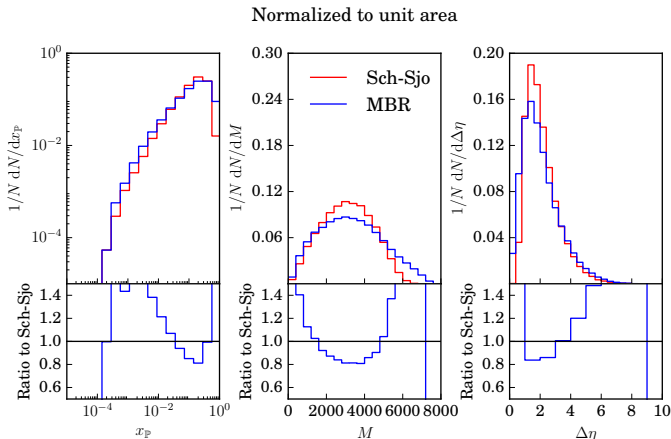 Normalized to unit area
1/N dN/dx_ℙ
10^0
10^−2
10^−4
1/N dN/dM
0.30
0.24
0.18
0.12
0.06
Sch-Sjo
MBR
1/N dN/dΔη
0.20
0.16
0.12
0.08
0.04
Ratio to Sch-Sjo
1.4
1.2
1.0
0.8
0.6
10^−4 10^−2 10^0
x_ℙ
Ratio to Sch-Sjo
1.4
1.2
1.0
0.8
0.6
0 2000 4000 6000 8000
M
Ratio to Sch-Sjo
1.4
1.2
1.0
0.8
0.6
0 2 4 6 8 10
Δη